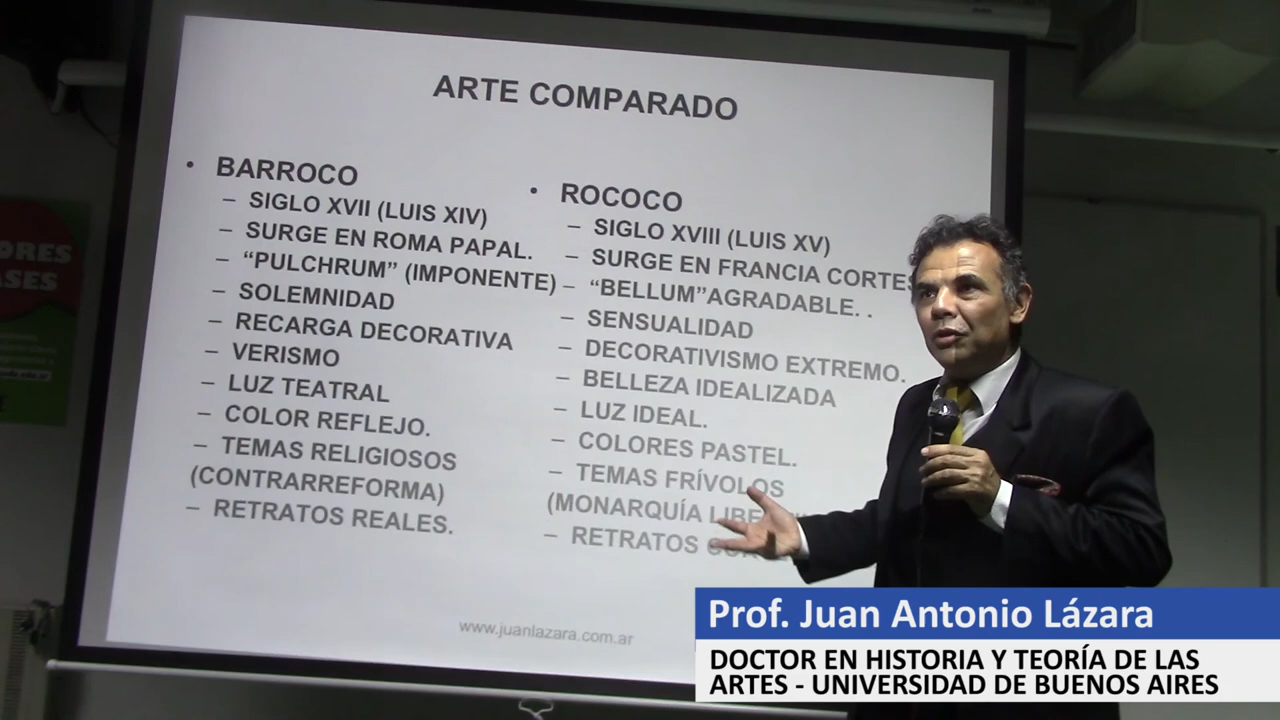 ARTE COMPARADO
• BARROCO
– SIGLO XVII (LUIS XIV)
– SURGE EN ROMA PAPAL.
– “PULCHRUM” (IMPONENTE)
– SOLEMNIDAD
– RECARGA DECORATIVA
– VERISMO
– LUZ TEATRAL
– COLOR REFLEJO.
– TEMAS RELIGIOSOS
(CONTRARREFORMA)
– RETRATOS REALES.
• ROCOCO
– SIGLO XVIII (LUIS XV)
– SURGE EN FRANCIA CORTES
– “BELLUM”AGRADABLE. .
– SENSUALIDAD
– DECORATIVISMO EXTREMO.
– BELLEZA IDEALIZADA
– LUZ IDEAL.
– COLORES PASTEL.
– TEMAS FRÍVOLOS
(MONARQUÍA
– RETRATOS
www.juanlazara.com.ar
ORES
ASES
Prof. Juan Antonio Lázara
DOCTOR EN HISTORIA Y TEORÍA DE LAS
ARTES - UNIVERSIDAD DE BUENOS AIRES